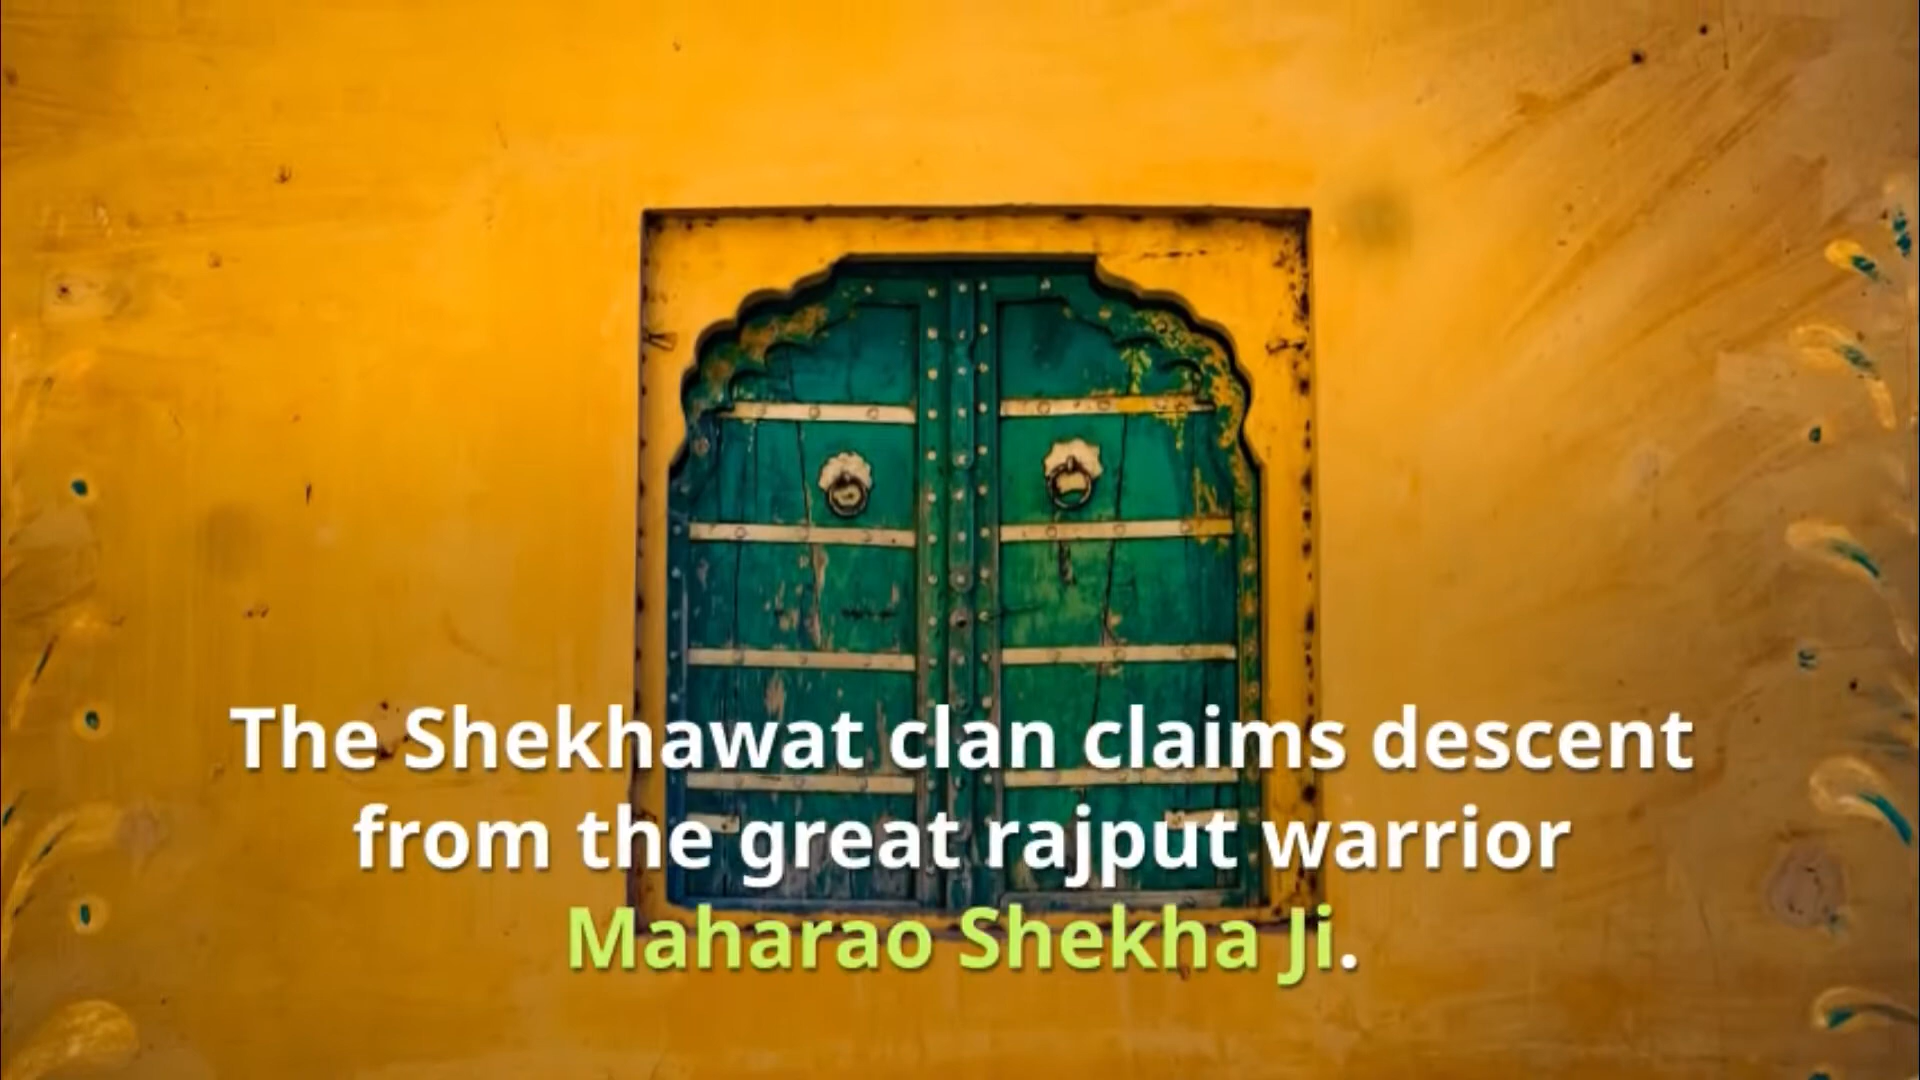 The Shekhawat clan claims descent
from the great rajput warrior
Maharao Shekha Ji.